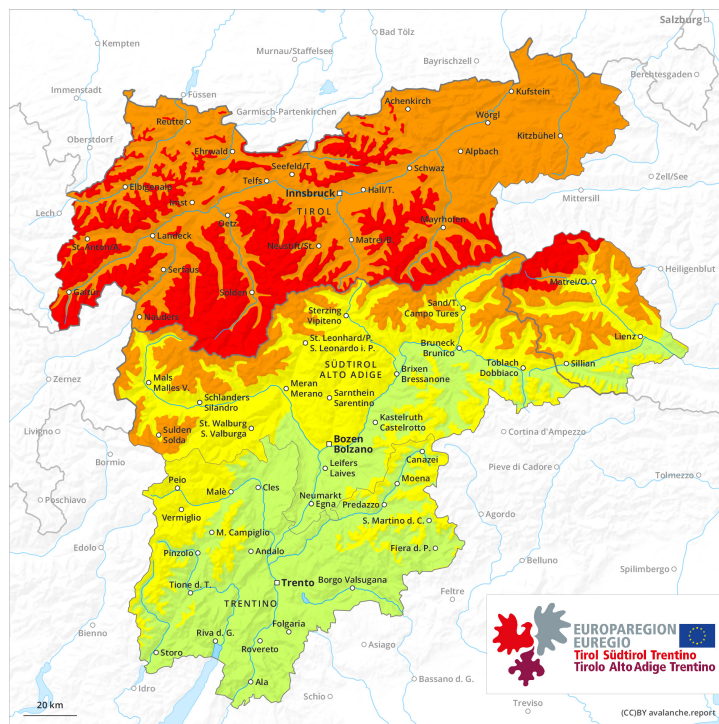 Salzburg
Bad Tölz
Kempten
Murnau/Staffelsee
Bayrischzell
Berchtesgaden
Immenstadt
Füssen
Kufstein
Achenkirch
Garmisch-Partenkirchen
Reutte
Wörgl
Oberstdorf
Kitzbühel
Ehrwald
Alpbach
Seefeld/T.
Schwaz
Zell/See
Telfs
Elbigenalp
Innsbruck
Hall/T.
Mittersill
Imst
Lech
TIROL
Oetz
Mayrhofen
St. Anton/A.
Landeck
Neustift/St.
Matrei/B.
Serfaus
Heiligenblut
Matrei/O.
Galtür
Sölden
Nauders
Sand/T.
Campo Tures
Sterzing
Vipiteno
Lienz
St. Leonhard/P.
S. Leonardo i. P.
Bruneck
Brunico
Toblach
Dobbiaco
Sillian
SÜDTIROL
ALTO ADIGE
Brixen
Bressanone
Zernez
Mals
Malles V.
Meran
Merano
Schlanders
Silandro
Sarnthein
Sarentino
St. Walburg
S. Valburga
Kastelruth
Castelrotto
Livigno
Sulden
Solda
Bozen
Bolzano
Cortina d'Ampezzo
Bormio
Canazei
Leifers
Laives
Pieve di Cadore
Peio
Moena
Tolmezzo
Malè
Cles
Neumarkt
Egna
Predazzo
Poschiavo
Vermiglio
Agordo
S. Martino d. C.
M. Campiglio
Edolo
Pinzolo
Andalo
Fiera d. P.
Belluno
Spilimbergo
Tione d. T.
Trento
Borgo Valsugana
Feltre
TRENTINO
Folgaria
Bienno
Riva d. G.
Rovereto
Storo
Asiago
Ala
Bassano d. G.
Idro
Schio
Treviso
EUROPAREGION
EUREGIO
Tirol Südtirol Trentino
Tirolo Alto Adige Trentino
20 km
(CC)BY avalanche.report